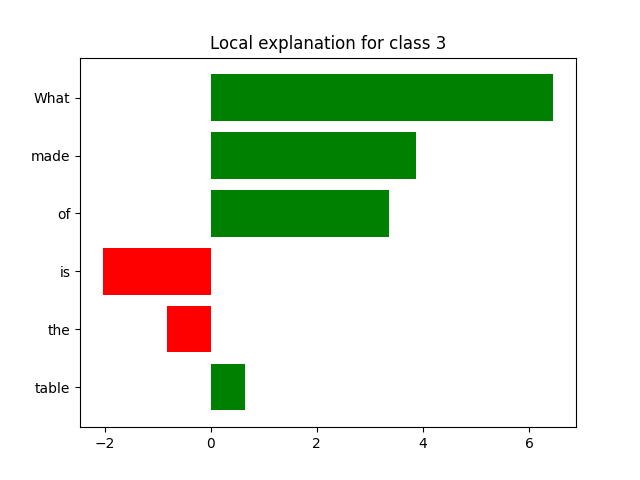 Local explanation for class 3
What
made
of
is
the
table
−2 0 2 4 6